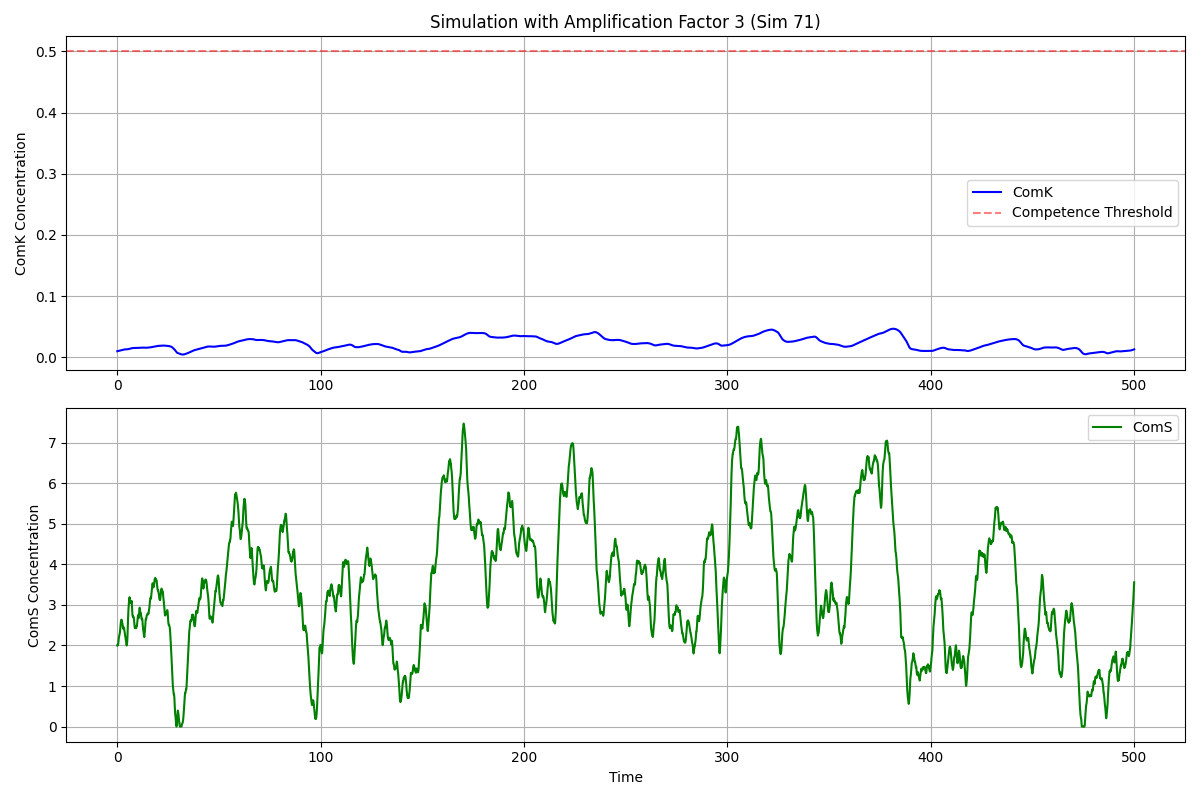 Simulation with Amplification Factor 3 (Sim 71)
ComK Concentration
0.5
0.4
0.3
0.2
0.1
0.0
ComK
Competence Threshold
0 100 200 300 400 500
ComS Concentration
7
6
5
4
3
2
1
0
ComS
0 100 200 300 400 500
Time